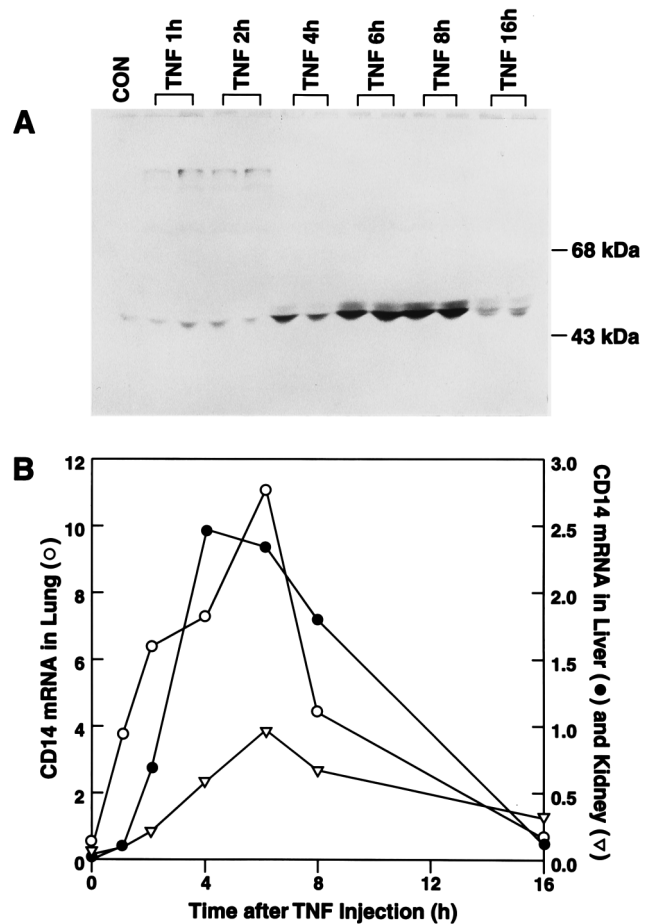 CON
TNF 1h
TNF 2h
TNF 4h
TNF 6h
TNF 8h
TNF 16h
A
68 kDa
43 kDa
B
12
10
8
6
4
2
0
CD14 mRNA in Lung (○)
3.0
2.5
2.0
1.5
1.0
0.5
0.0
CD14 mRNA in Liver (●) and Kidney (▽)
0
4
8
12
16
Time after TNF Injection (h)